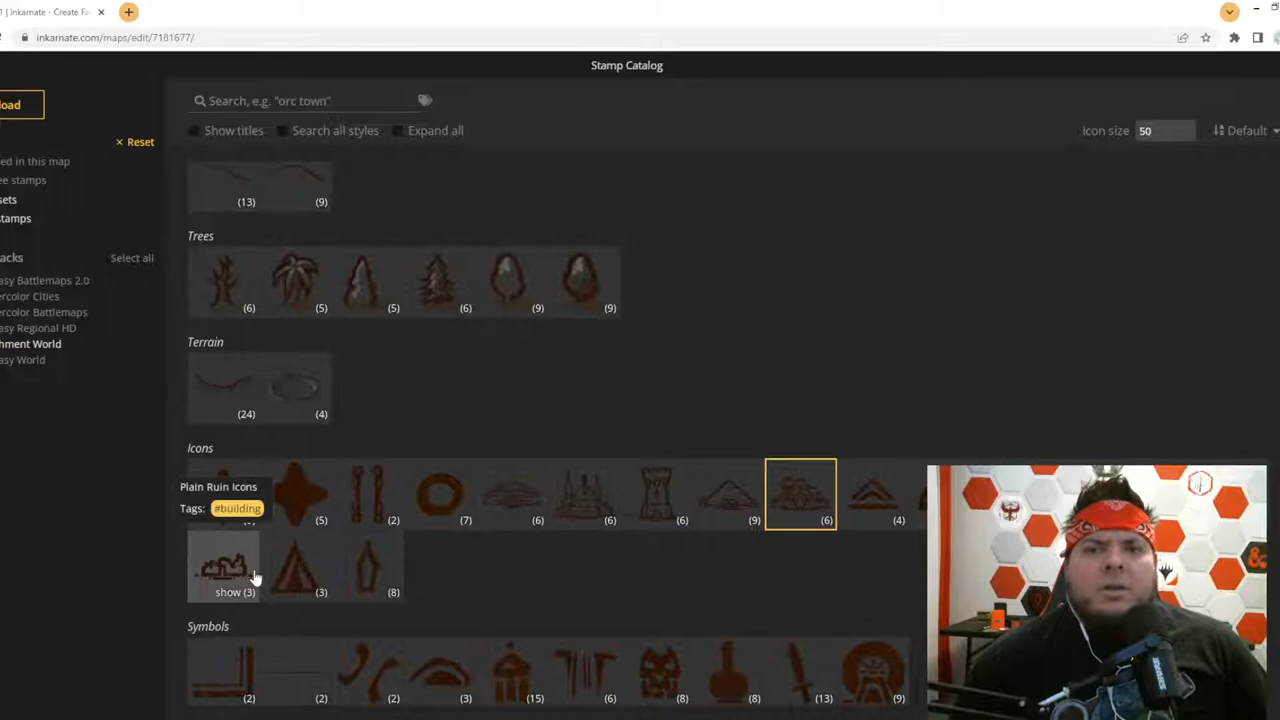 1 | Inkarnate - Create Fa
inkarnate.com/maps/edit/7181677/
Stamp Catalog
oad
Search, e.g. "orc town"
Show titles Search all styles Expand all
Icon size 50 Default
× Reset
ed in this map
ee stamps
sets
stamps
acks Select all
asy Battlemaps 2.0
ercolor Cities
ercolor Battlemaps
asy Regional HD
hment World
asy World
(13) (9)
Trees
(6) (5) (5) (6) (9) (9)
Terrain
(24) (4)
Icons
Plain Ruin Icons
Tags: #building
(5) (2) (7) (6) (6) (6) (9) (6) (4)
show (3) (3) (8)
Symbols
(2) (2) (2) (3) (15) (6) (8) (8) (13) (9)